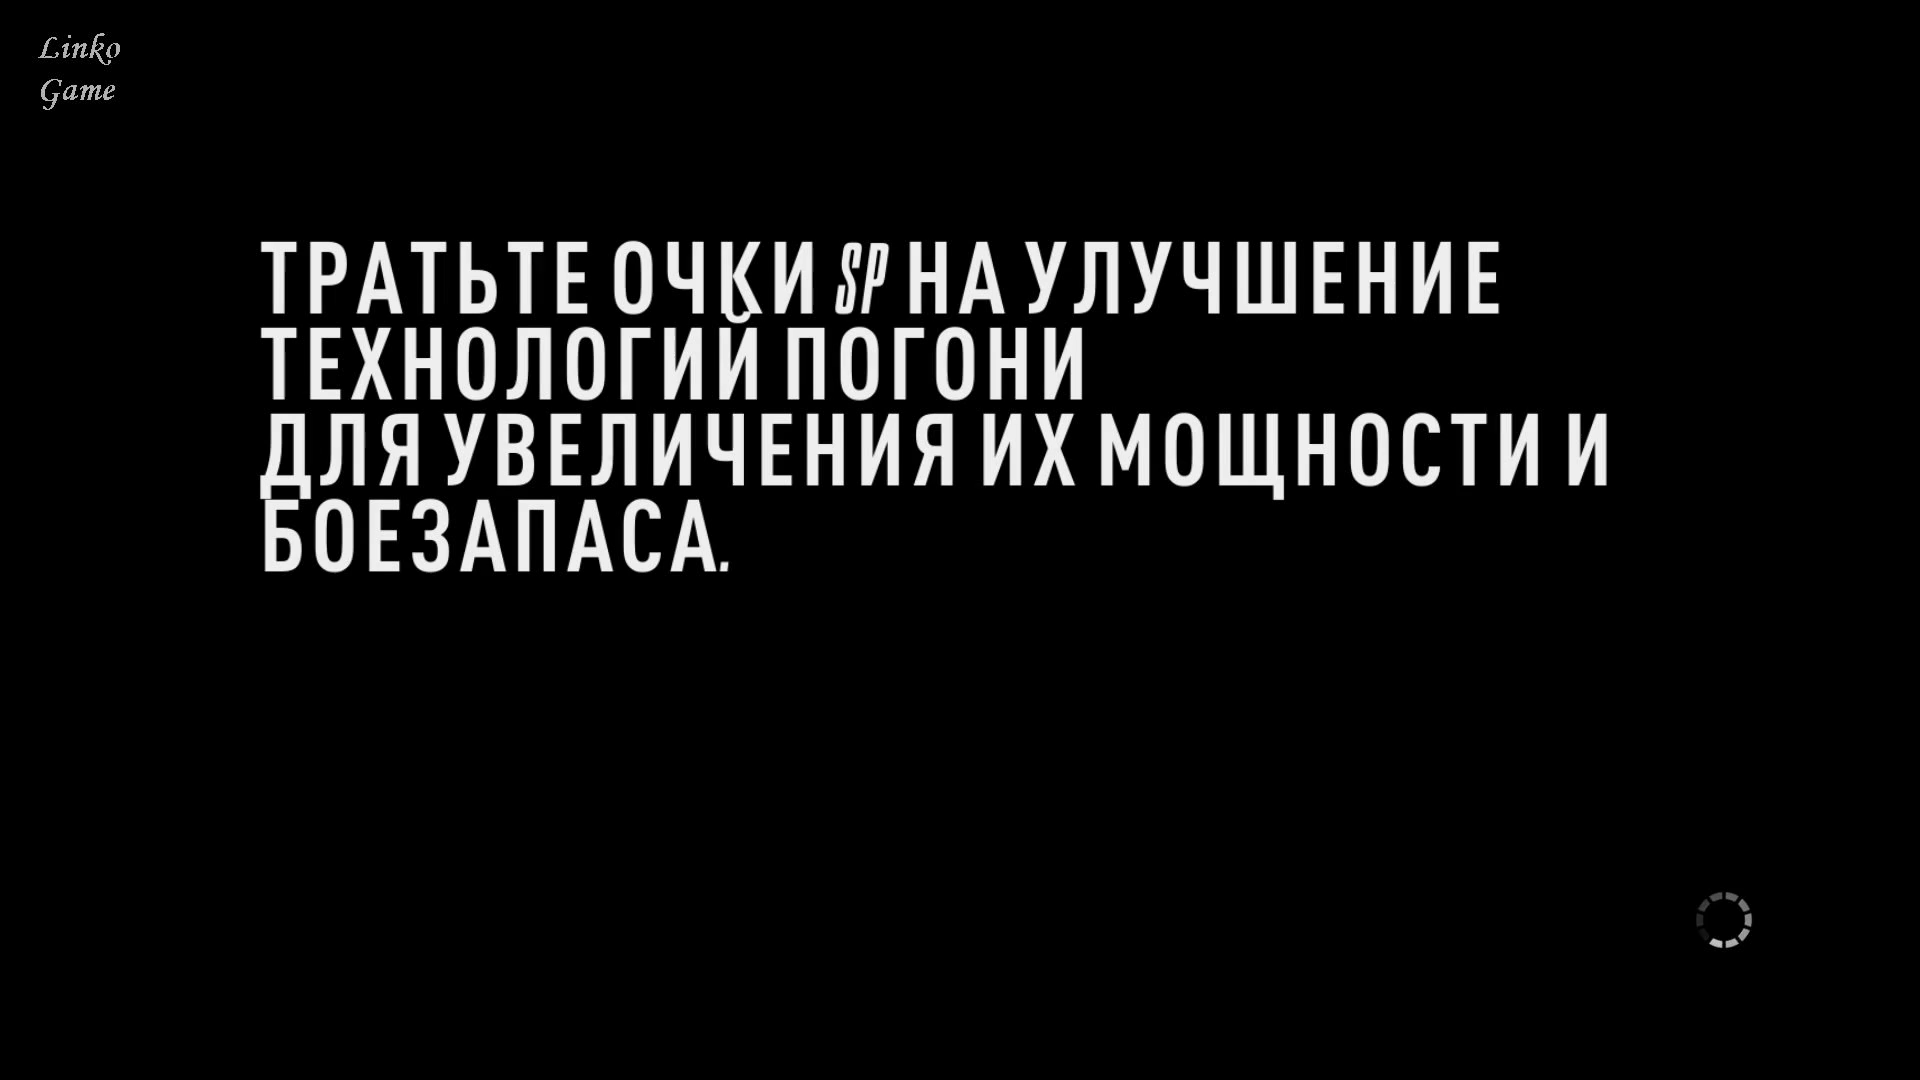 Linko
Game
ТРАТЬТЕ ОЧКИ SP НА УЛУЧШЕНИЕ
ТЕХНОЛОГИЙ ПОГОНИ
ДЛЯ УВЕЛИЧЕНИЯ ИХ МОЩНОСТИ И
БОЕЗАПАСА.